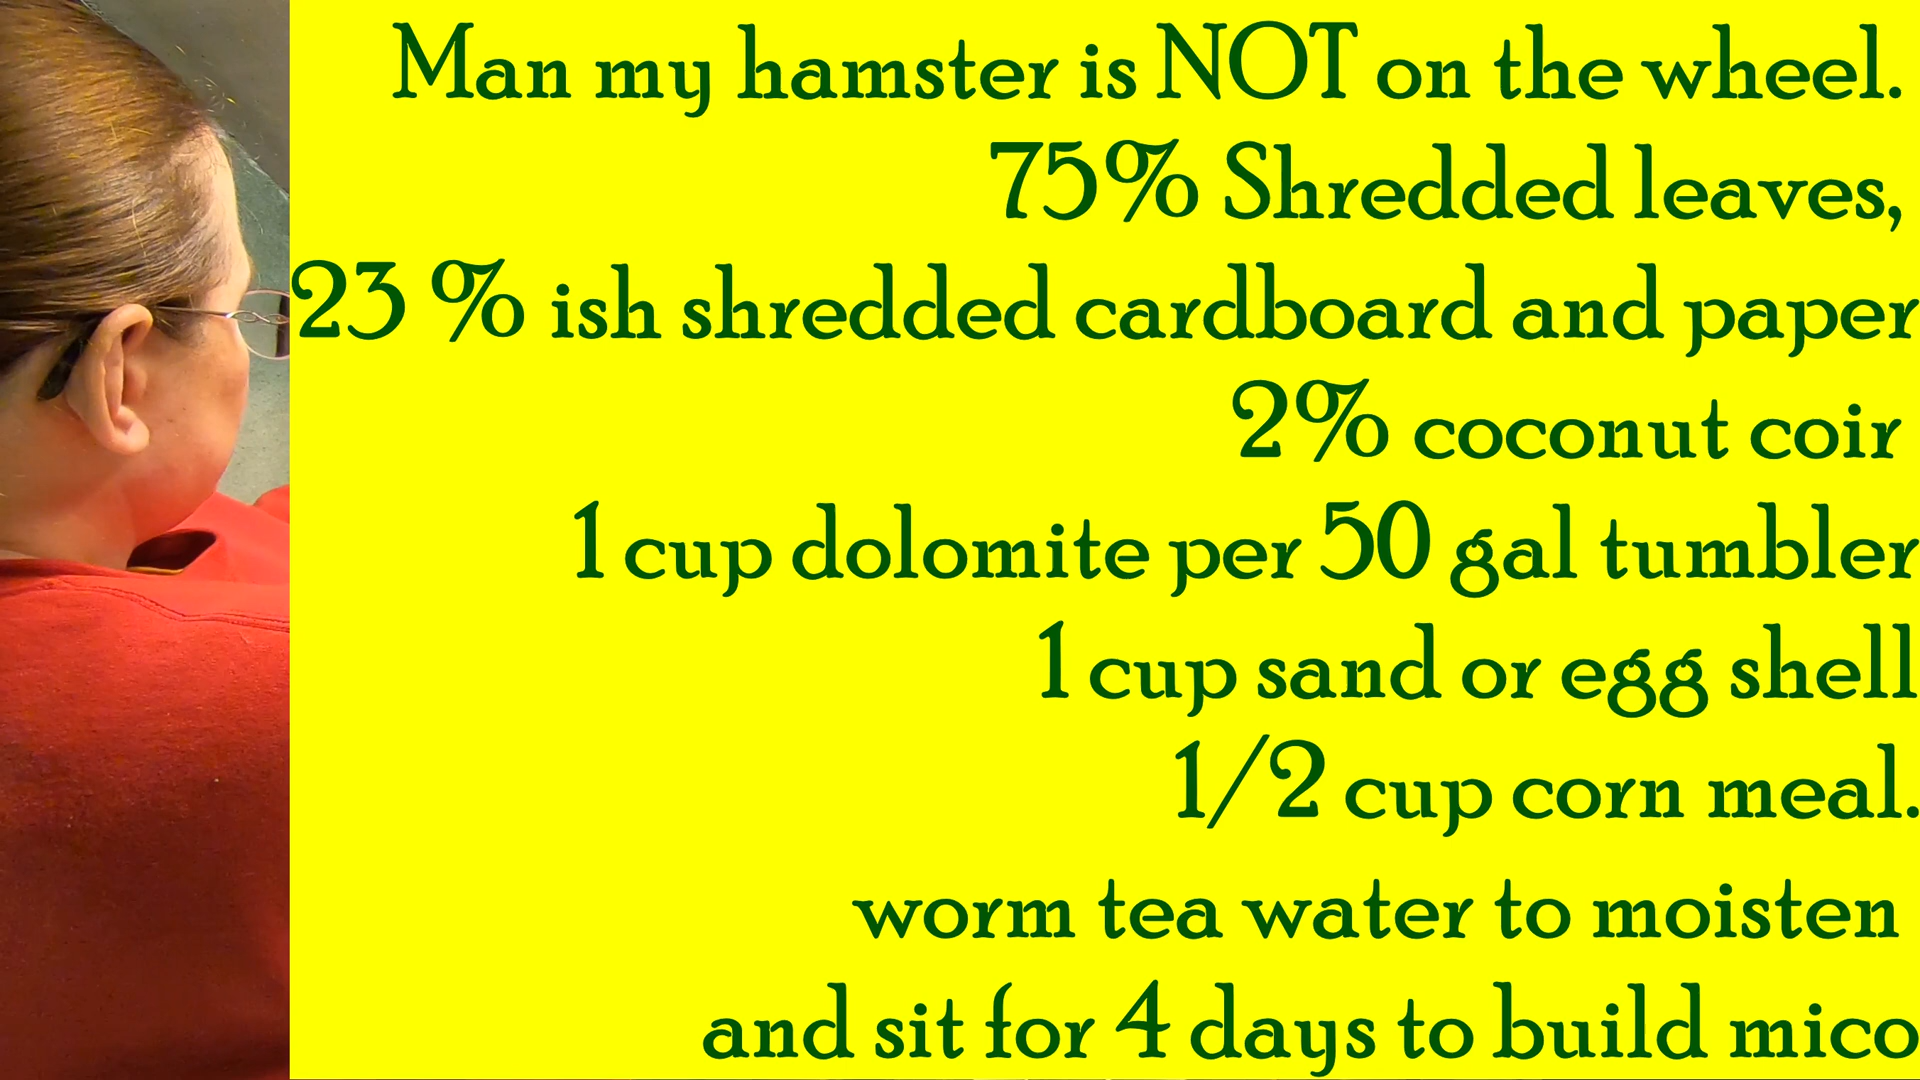 Man my hamster is NOT on the wheel.
75% Shredded leaves,
23 % ish shredded cardboard and paper
2% coconut coir
1 cup dolomite per 50 gal tumbler
1 cup sand or egg shell
1/2 cup corn meal.
worm tea water to moisten
and sit for 4 days to build mico